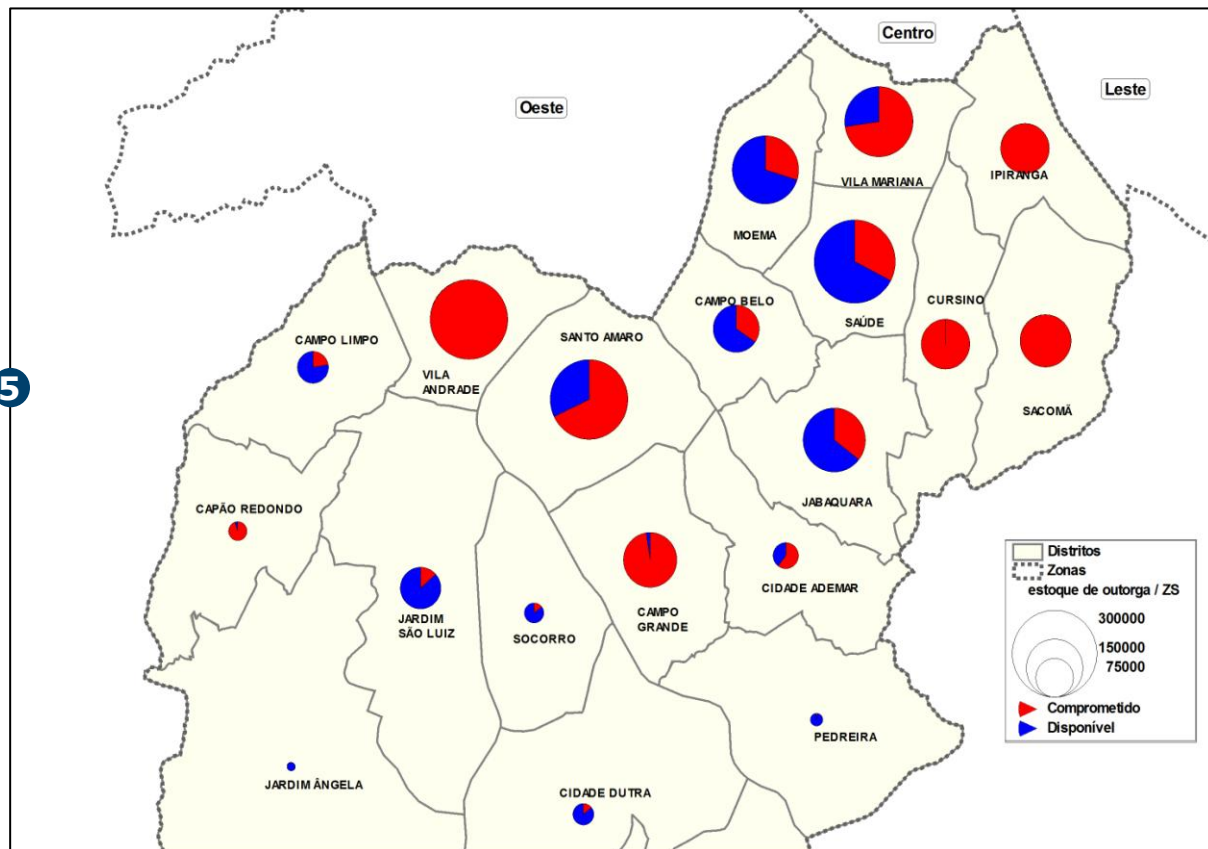 Centro
Oeste
Leste
VILA MARIANA
IPIRANGA
MOEMA
CAMPO BELO
SAÚDE
CURSINO
SACOMÃ
CAMPO LIMPO
SANTO AMARO
VILA
ANDRADE
5
JABAQUARA
CAPÃO REDONDO
CIDADE ADEMAR
JARDIM
SÃO LUIZ
SOCORRO
CAMPO
GRANDE
PEDREIRA
JARDIM ÂNGELA
CIDADE DUTRA
Distritos
Zonas
estoque de outorga / ZS
300000
150000
75000
Comprometido
Disponível